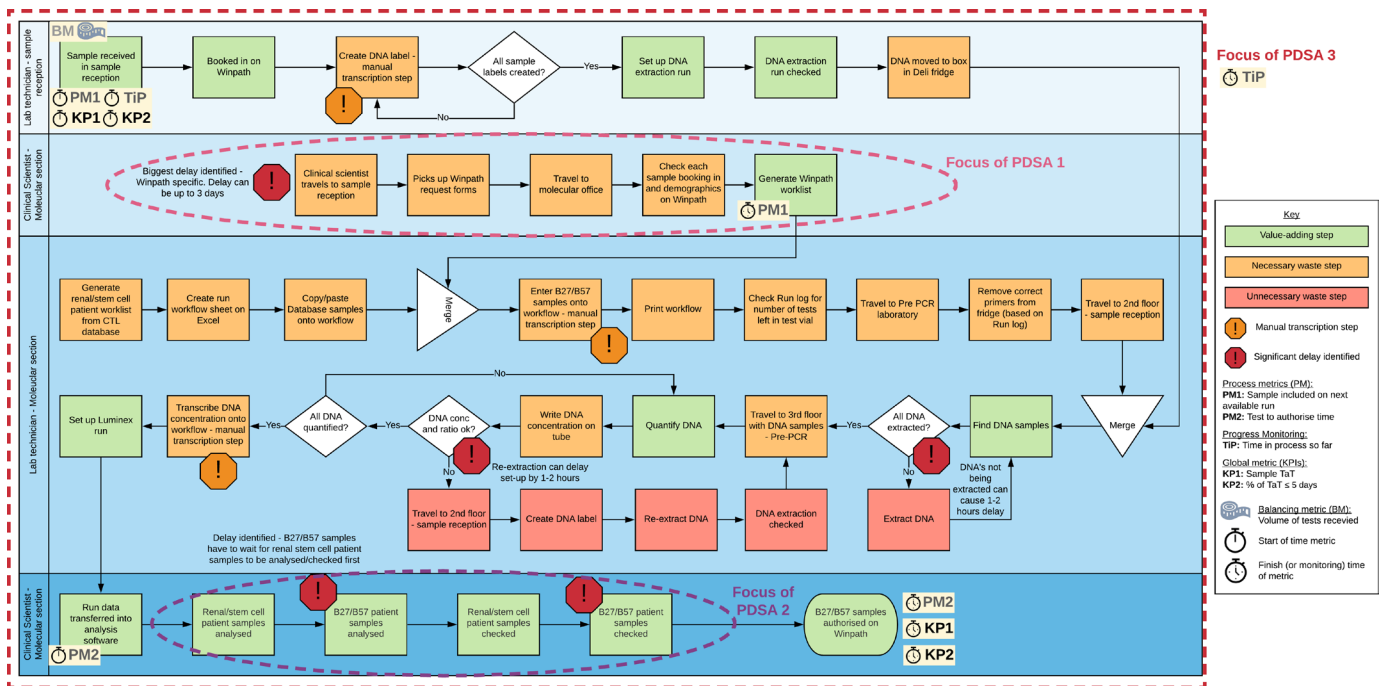 BM
Lab technician - sample
reception
Sample received
in sample
reception
PM1 TiP
KP1 KP2
Booked in on
Winpath
Create DNA label -
manual
transcription step
!
All sample
labels created?
Yes
No
Set up DNA
extraction run
DNA extraction
run checked
DNA moved to box
in Deli fridge
Focus of PDSA 3
TiP
Clinical Scientist -
Moleuclar section
Biggest delay identified -
Winpath specific. Delay can
be up to 3 days
!
Clinical scientist
travels to sample
reception
Picks up Winpath
request forms
Travel to
molecular office
Check each
sample booking in
and demographics
on Winpath
Generate Winpath
worklist
PM1
Focus of PDSA 1
Lab technician - Moleuclar section
Generate
renal/stem cell
patient worklist
from CTL
database
Create run
workflow sheet on
Excel
Copy/paste
Database samples
onto workflow
Merge
Enter B27/B57
samples onto
workflow - manual
transcription step
!
Print workflow
Check Run log for
number of tests
left in test vial
Travel to Pre PCR
laboratory
Remove correct
primers from
fridge (based on
Run log)
Travel to 2nd floor
- sample reception
No
Set up Luminex
run
Transcribe DNA
concentration onto
workflow - manual
transcription step
!
Yes
All DNA
quantified?
Yes
DNA conc
and ratio ok?
!
No
Re-extraction can delay
set-up by 1-2 hours
Write DNA
concentration on
tube
Quantify DNA
Travel to 3rd floor
with DNA samples
- Pre-PCR
Yes
All DNA
extracted?
!
No
Find DNA samples
DNA's not
being
extracted can
cause 1-2
hours delay
Merge
Travel to 2nd floor
- sample reception
Create DNA label
Re-extract DNA
DNA extraction
checked
Extract DNA
Delay identified - B27/B57 samples
have to wait for renal stem cell patient
samples to be analysed/checked first
Clinical Scientist -
Molecular section
Run data
transferred into
analysis
software
PM2
Renal/stem cell
patient samples
analysed
!
B27/B57 patient
samples
analysed
Renal/stem cell
patient samples
checked
!
B27/B57 patient
samples
checked
Focus of
PDSA 2
B27/B57 samples
authorised on
Winpath
PM2
KP1
KP2
Key
Value-adding step
Necessary waste step
Unnecessary waste step
! Manual transcription step
! Significant delay identified
Process metrics (PM):
PM1: Sample included on next
available run
PM2: Test to authorise time
Progress Monitoring:
TiP: Time in process so far
Global metric (KPIs):
KP1: Sample TaT
KP2: % of TaT ≤ 5 days
Balancing metric (BM):
Volume of tests recevied
Start of time metric
Finish (or monitoring) time
of metric